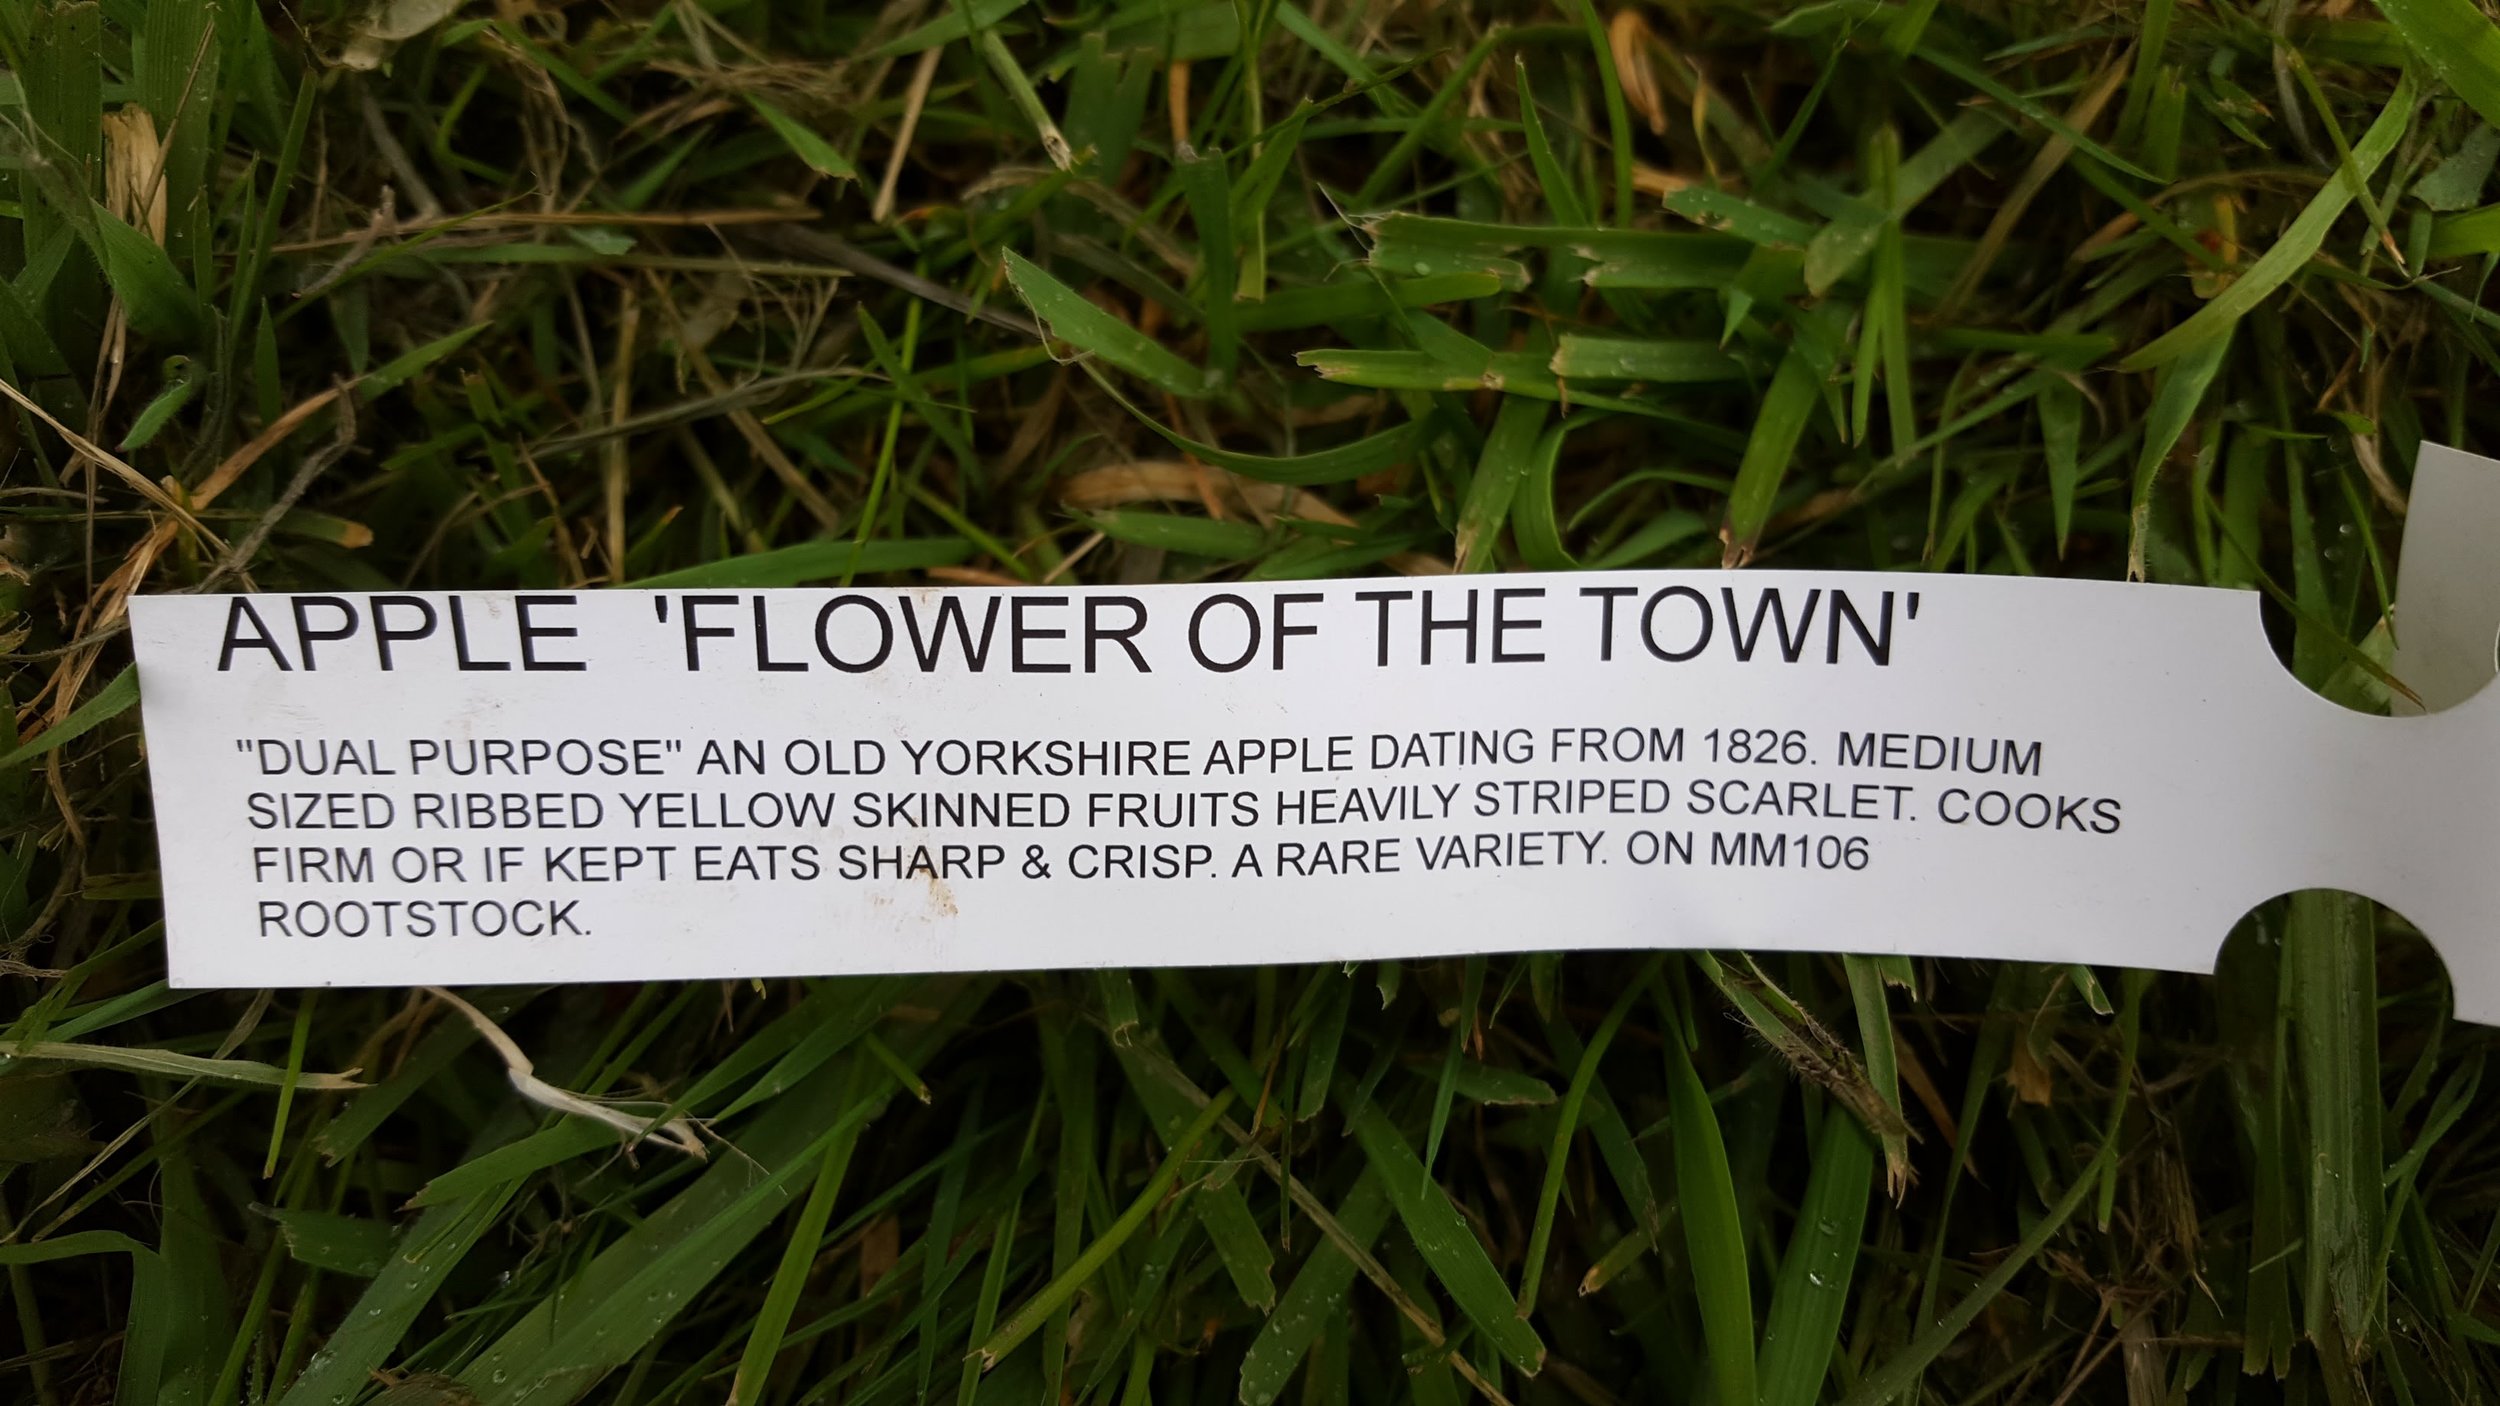 APPLE 'FLOWER OF THE TOWN'
"DUAL PURPOSE" AN OLD YORKSHIRE APPLE DATING FROM 1826. MEDIUM
SIZED RIBBED YELLOW SKINNED FRUITS HEAVILY STRIPED SCARLET. COOKS
FIRM OR IF KEPT EATS SHARP & CRISP. A RARE VARIETY. ON MM106
ROOTSTOCK.